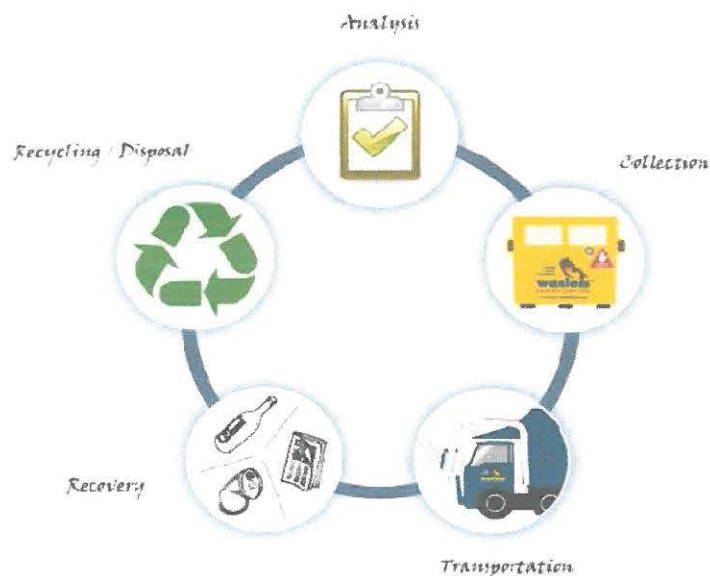 Analysis
Recycling / Disposal
Collection
Recovery
Transportation